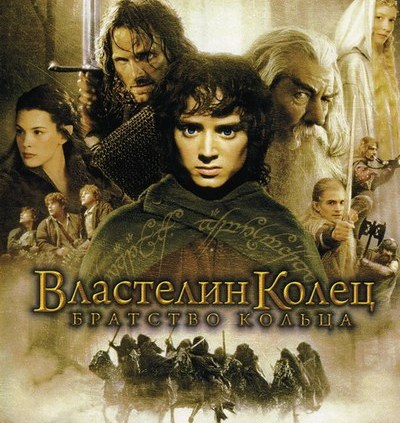 Властелин Колец
Братство Кольца